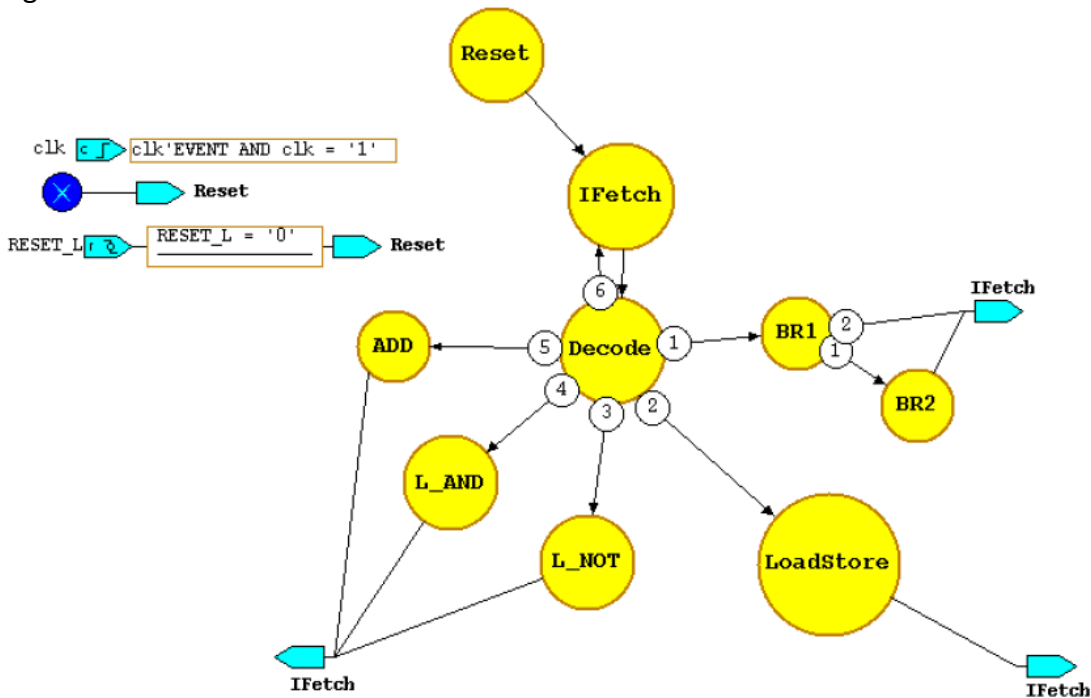 Reset
clk
c
clk'EVENT AND clk = '1'
IFetch
Reset
RESET_L
r
RESET_L = '0'
Reset
6
IFetch
ADD
5
Decode
1
BR1
2
1
BR2
4
3
2
L_AND
L_NOT
LoadStore
IFetch
IFetch